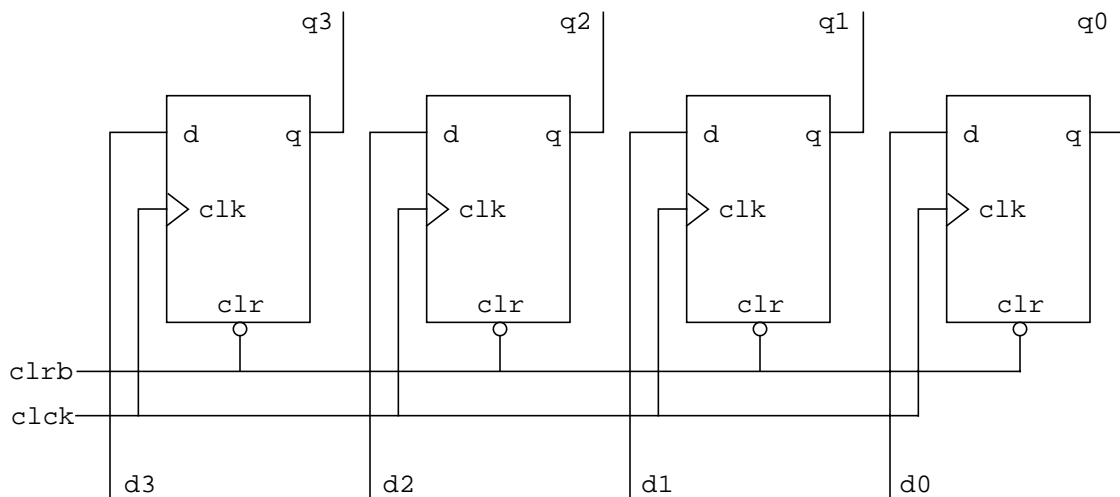 q3 q2 q1 q0
d q d q d q d q
clk clk clk clk
clr clr clr clr
clrb
clck
d3 d2 d1 d0